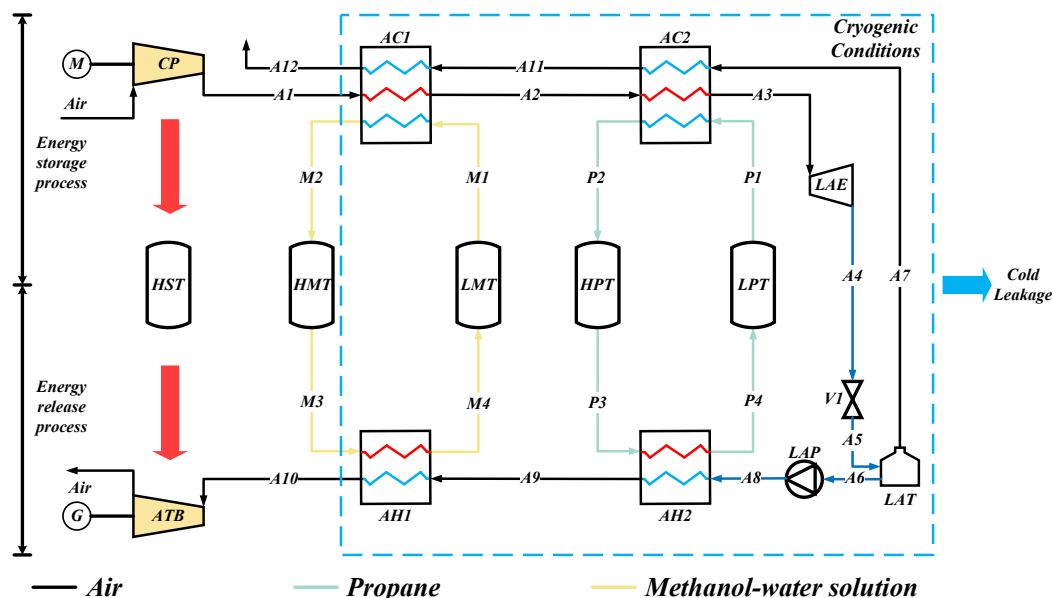 AC1
AC2
Cryogenic
Conditions
M
CP
A12
A11
Air
A1
A2
A3
Energy
storage
process
M2
M1
P2
P1
LAE
HST
HMT
LMT
HPT
LPT
A4
A7
Cold
Leakage
Energy
release
process
M3
M4
P3
P4
V1
A5
LAP
Air
A10
A9
A8
A6
LAT
G
ATB
AH1
AH2
Air
Propane
Methanol-water solution